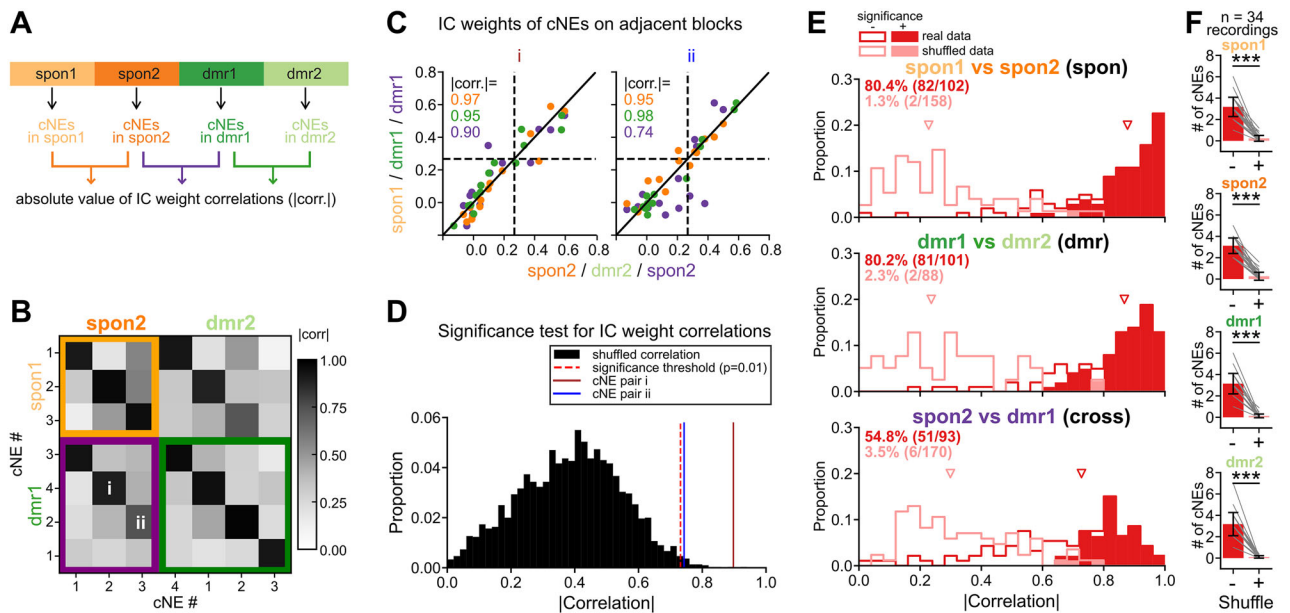 A
spon1 spon2 dmr1 dmr2
cNEs in spon1
cNEs in spon2
cNEs in dmr1
cNEs in dmr2
absolute value of IC weight correlations (|corr.|)
B
spon2 dmr2
|corr|
1.00
0.75
0.50
0.25
0.00
spon1
1
2
3
dmr1
3
4
2
1
cNE #
i
ii
1 2 3 4 1 2 3
cNE #
C
IC weights of cNEs on adjacent blocks
i
ii
|corr.|=
0.97
0.95
0.90
|corr.|=
0.95
0.98
0.74
spon1 / dmr1 / dmr1
0.8
0.6
0.4
0.2
0.0
0.0 0.2 0.4 0.6 0.8
0.0 0.2 0.4 0.6 0.8
spon2 / dmr2 / spon2
D
Significance test for IC weight correlations
shuffled correlation
significance threshold (p=0.01)
cNE pair i
cNE pair ii
Proportion
0.06
0.04
0.02
0.00
0.0 0.2 0.4 0.6 0.8 1.0
|Correlation|
E
significance
- +
real data
shuffled data
spon1 vs spon2 (spon)
80.4% (82/102)
1.3% (2/158)
Proportion
0.3
0.2
0.1
0.0
dmr1 vs dmr2 (dmr)
80.2% (81/101)
2.3% (2/88)
Proportion
0.3
0.2
0.1
0.0
spon2 vs dmr1 (cross)
54.8% (51/93)
3.5% (6/170)
Proportion
0.3
0.2
0.1
0.0
0.0 0.2 0.4 0.6 0.8 1.0
|Correlation|
F
n = 34
recordings
spon1
***
# of cNEs
8
6
4
2
0
- +
spon2
***
# of cNEs
8
6
4
2
0
- +
dmr1
***
# of cNEs
8
6
4
2
0
- +
dmr2
***
# of cNEs
8
6
4
2
0
- +
Shuffle